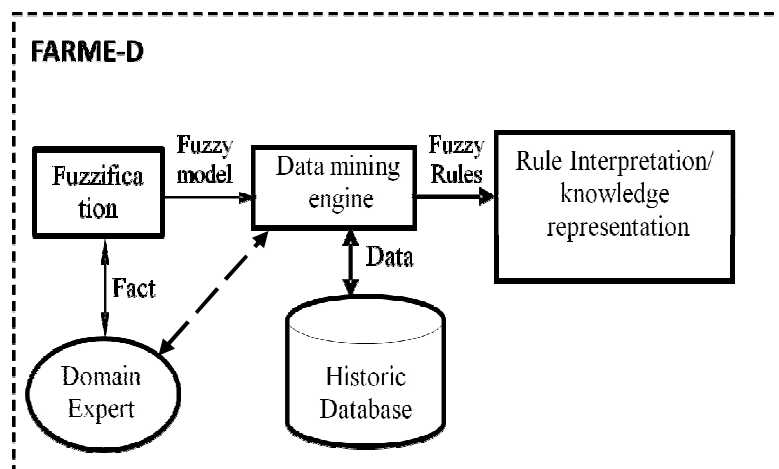 FARME-D
Fuzzifica
tion
Fuzzy
model
Data mining
engine
Fuzzy
Rules
Rule Interpretation/
knowledge
representation
Fact
Data
Domain
Expert
Historic
Database